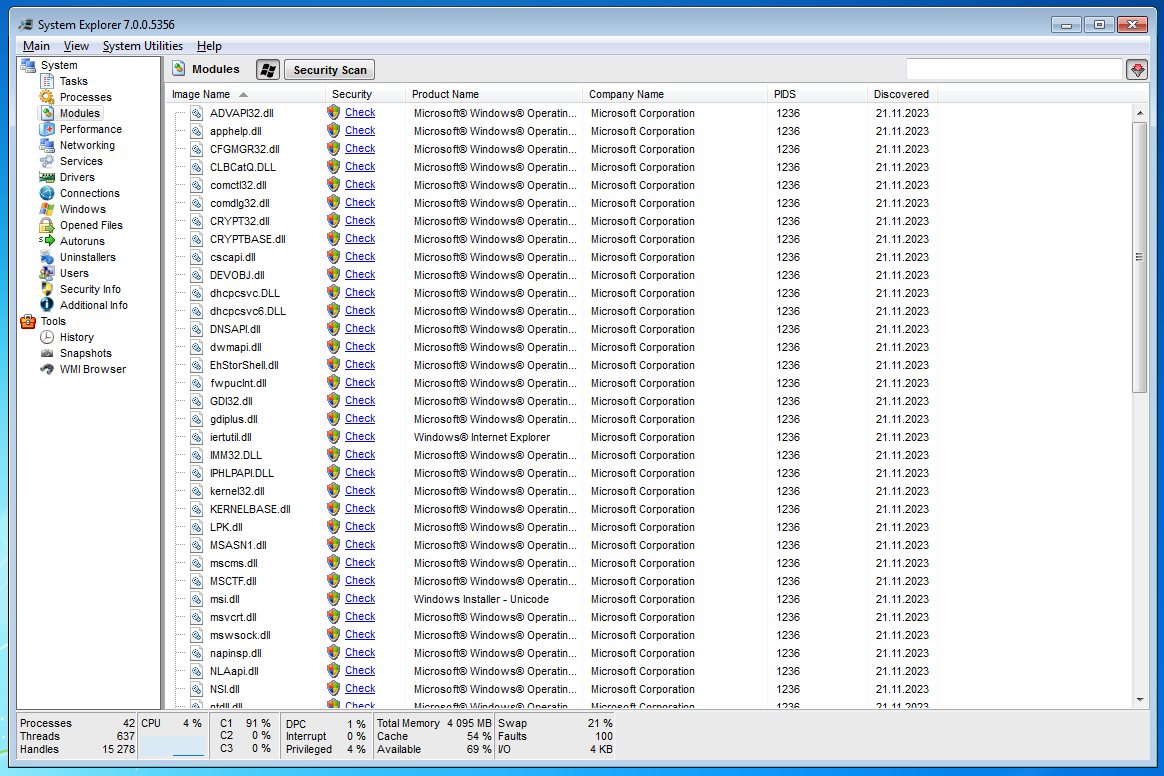 System Explorer 7.0.0.5356
Main View System Utilities Help
System
Tasks
Processes
Modules
Performance
Networking
Services
Drivers
Connections
Windows
Opened Files
Autoruns
Uninstallers
Users
Security Info
Additional Info
Tools
History
Snapshots
WMI Browser
Modules Security Scan
Image Name Security Product Name Company Name PIDS Discovered
ADVAPI32.dll Check Microsoft® Windows® Operatin... Microsoft Corporation 1236 21.11.2023
apphelp.dll Check Microsoft® Windows® Operatin... Microsoft Corporation 1236 21.11.2023
CFGMGR32.dll Check Microsoft® Windows® Operatin... Microsoft Corporation 1236 21.11.2023
CLBCatQ.DLL Check Microsoft® Windows® Operatin... Microsoft Corporation 1236 21.11.2023
comctl32.dll Check Microsoft® Windows® Operatin... Microsoft Corporation 1236 21.11.2023
comdlg32.dll Check Microsoft® Windows® Operatin... Microsoft Corporation 1236 21.11.2023
CRYPT32.dll Check Microsoft® Windows® Operatin... Microsoft Corporation 1236 21.11.2023
CRYPTBASE.dll Check Microsoft® Windows® Operatin... Microsoft Corporation 1236 21.11.2023
cscapi.dll Check Microsoft® Windows® Operatin... Microsoft Corporation 1236 21.11.2023
DEVOBJ.dll Check Microsoft® Windows® Operatin... Microsoft Corporation 1236 21.11.2023
dhcpcsvc.DLL Check Microsoft® Windows® Operatin... Microsoft Corporation 1236 21.11.2023
dhcpcsvc6.DLL Check Microsoft® Windows® Operatin... Microsoft Corporation 1236 21.11.2023
DNSAPI.dll Check Microsoft® Windows® Operatin... Microsoft Corporation 1236 21.11.2023
dwmapi.dll Check Microsoft® Windows® Operatin... Microsoft Corporation 1236 21.11.2023
EhStorShell.dll Check Microsoft® Windows® Operatin... Microsoft Corporation 1236 21.11.2023
fwpuclnt.dll Check Microsoft® Windows® Operatin... Microsoft Corporation 1236 21.11.2023
GDI32.dll Check Microsoft® Windows® Operatin... Microsoft Corporation 1236 21.11.2023
gdiplus.dll Check Microsoft® Windows® Operatin... Microsoft Corporation 1236 21.11.2023
iertutil.dll Check Windows® Internet Explorer Microsoft Corporation 1236 21.11.2023
IMM32.DLL Check Microsoft® Windows® Operatin... Microsoft Corporation 1236 21.11.2023
IPHLPAPI.DLL Check Microsoft® Windows® Operatin... Microsoft Corporation 1236 21.11.2023
kernel32.dll Check Microsoft® Windows® Operatin... Microsoft Corporation 1236 21.11.2023
KERNELBASE.dll Check Microsoft® Windows® Operatin... Microsoft Corporation 1236 21.11.2023
LPK.dll Check Microsoft® Windows® Operatin... Microsoft Corporation 1236 21.11.2023
MSASN1.dll Check Microsoft® Windows® Operatin... Microsoft Corporation 1236 21.11.2023
mscms.dll Check Microsoft® Windows® Operatin... Microsoft Corporation 1236 21.11.2023
MSCTF.dll Check Microsoft® Windows® Operatin... Microsoft Corporation 1236 21.11.2023
msi.dll Check Windows Installer - Unicode Microsoft Corporation 1236 21.11.2023
msvcrt.dll Check Microsoft® Windows® Operatin... Microsoft Corporation 1236 21.11.2023
mswsock.dll Check Microsoft® Windows® Operatin... Microsoft Corporation 1236 21.11.2023
napinsp.dll Check Microsoft® Windows® Operatin... Microsoft Corporation 1236 21.11.2023
NLAapi.dll Check Microsoft® Windows® Operatin... Microsoft Corporation 1236 21.11.2023
NSI.dll Check Microsoft® Windows® Operatin... Microsoft Corporation 1236 21.11.2023
ntdll.dll Check Microsoft® Windows® Operatin... Microsoft Corporation 1236 21.11.2023
Processes 42 CPU 4 % C1 91 % DPC 1 % Total Memory 4 095 MB Swap 21 %
Threads 637 C2 0 % Interrupt 0 % Cache 54 % Faults 100
Handles 15 278 C3 0 % Privileged 4 % Available 69 % I/O 4 KB